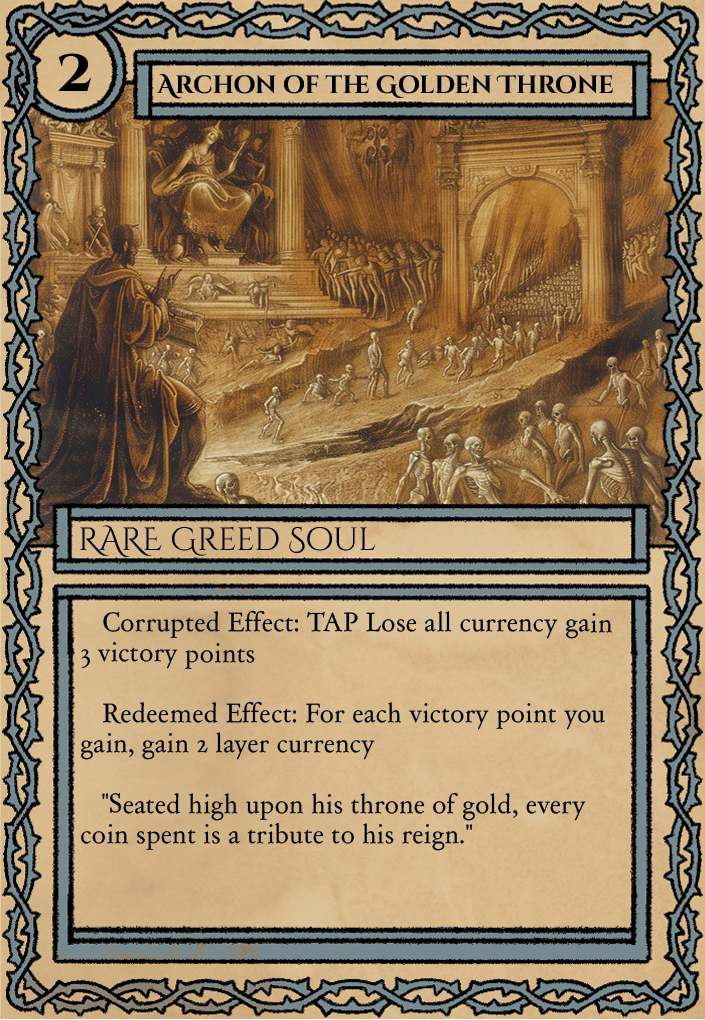 2
Archon of the Golden Throne
Rare Greed Soul
Corrupted Effect: TAP Lose all currency gain
3 victory points
Redeemed Effect: For each victory point you
gain, gain 2 layer currency
"Seated high upon his throne of gold, every
coin spent is a tribute to his reign."